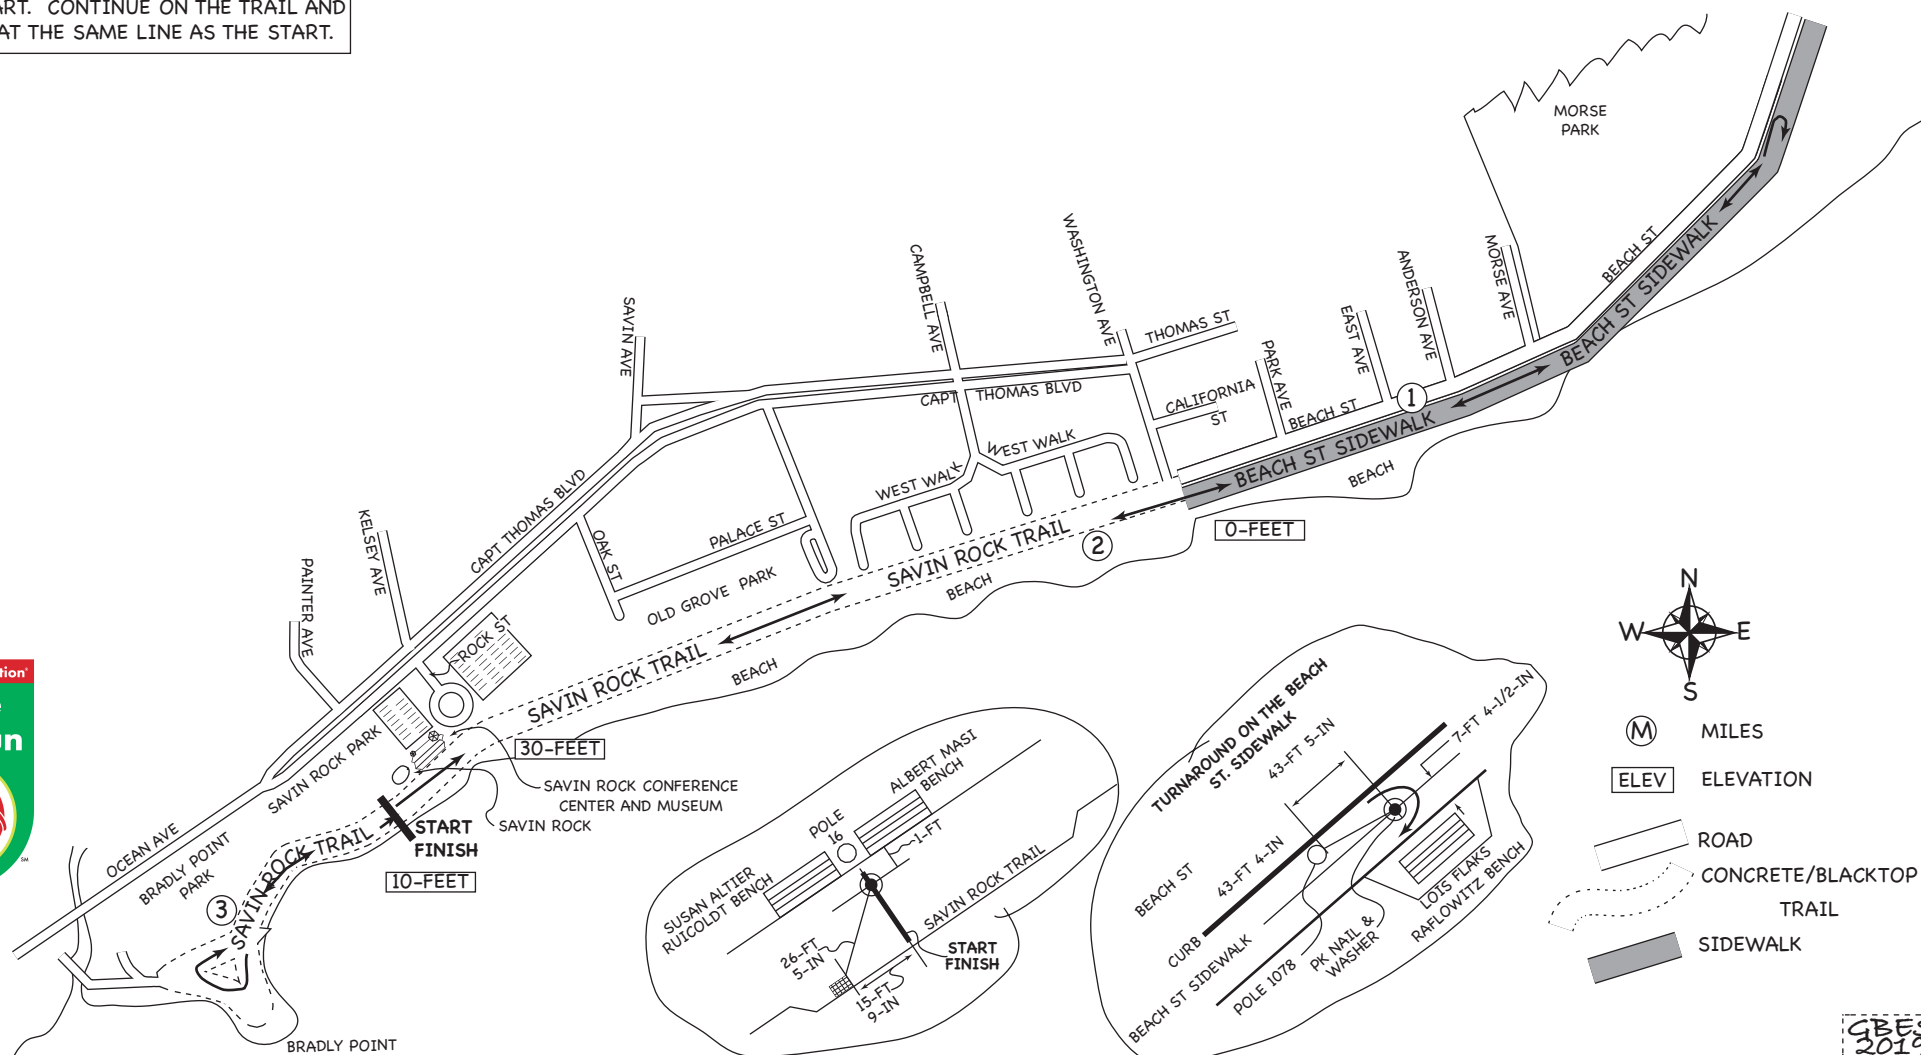 ART. CONTINUE ON THE TRAIL AND
AT THE SAME LINE AS THE START.
MORSE
PARK
SAVIN AVE
CAMPBELL AVE
WASHINGTON AVE
THOMAS ST
PARK AVE
EAST AVE
ANDERSON AVE
MORSE AVE
BEACH ST
BEACH ST SIDEWALK
BEACH ST SIDEWALK
CAPT THOMAS BLVD
CALIFORNIA
ST
BEACH ST
1
BEACH ST SIDEWALK
BEACH
WEST WALK
WEST WALK
CAPT THOMAS BLVD
KELSEY AVE
PAINTER AVE
OAK ST
PALACE ST
OLD GROVE PARK
SAVIN ROCK TRAIL
2
0-FEET
BEACH
ROCK ST
SAVIN ROCK TRAIL
BEACH
SAVIN ROCK PARK
30-FEET
SAVIN ROCK CONFERENCE
CENTER AND MUSEUM
SAVIN ROCK
START
FINISH
10-FEET
OCEAN AVE
BRADLY POINT
PARK
SAVIN ROCK TRAIL
3
BRADLY POINT
ALBERT MASI
BENCH
POLE
16
1-FT
SUSAN ALTIER
RUICOLDT BENCH
SAVIN ROCK TRAIL
START
FINISH
26-FT
5-IN
15-FT
9-IN
TURNAROUND ON THE BEACH
ST. SIDEWALK
43-FT 5-IN
7-FT 4-1/2-IN
BEACH ST
43-FT 4-IN
CURB
BEACH ST SIDEWALK
POLE 1078
PK NAIL &
WASHER
LOIS FLAKS
RAFLOWITZ BENCH
N
W
E
S
M MILES
ELEV ELEVATION
ROAD
CONCRETE/BLACKTOP
TRAIL
SIDEWALK
tion
un
SM
GBES
2019